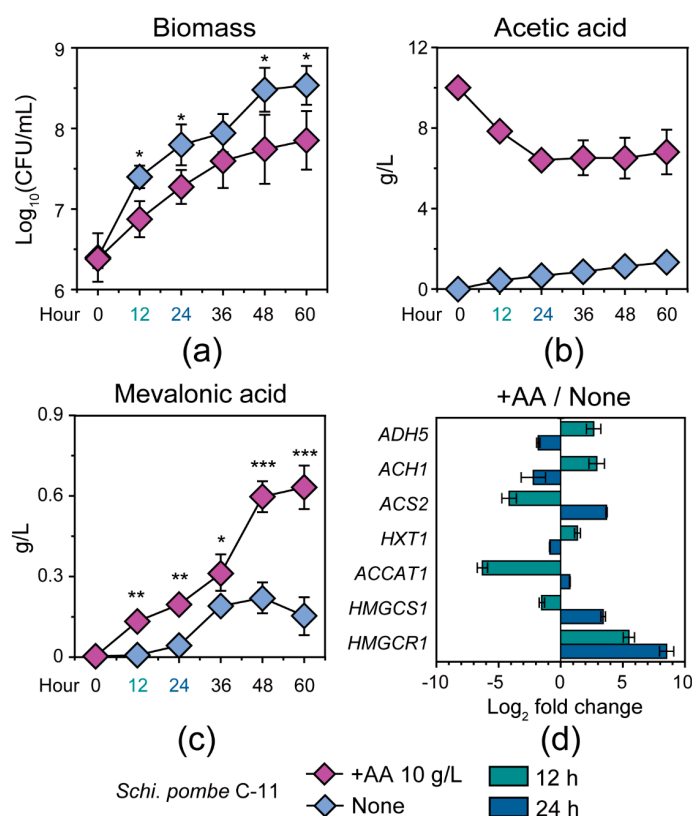 Biomass
Log10(CFU/mL)
9
8
7
6
* * * *
Hour 0 12 24 36 48 60
(a)
Acetic acid
g/L
12
9
6
3
0
Hour 0 12 24 36 48 60
(b)
Mevalonic acid
g/L
0.9
0.6
0.3
0
** ** * *** ***
Hour 0 12 24 36 48 60
(c)
+AA / None
ADH5
ACH1
ACS2
HXT1
ACCAT1
HMGCS1
HMGCR1
-10 -5 0 5 10
Log2 fold change
(d)
Schi. pombe C-11
+AA 10 g/L
None
12 h
24 h